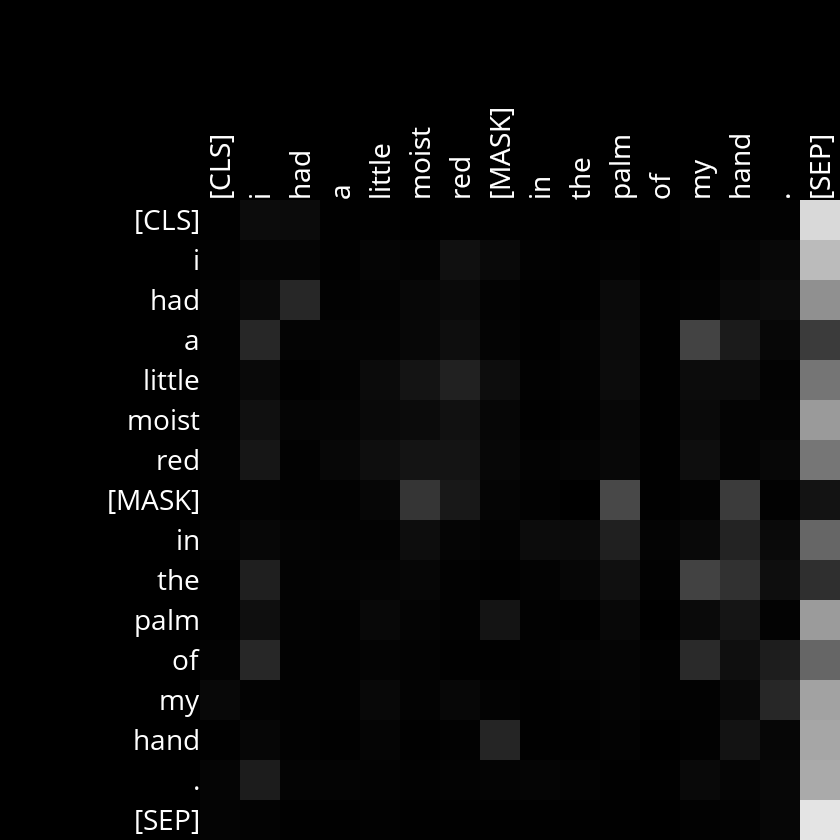 [CLS] i had a little moist red [MASK] in the palm of my hand . [SEP]
[CLS]
i
had
a
little
moist
red
[MASK]
in
the
palm
of
my
hand
.
[SEP]